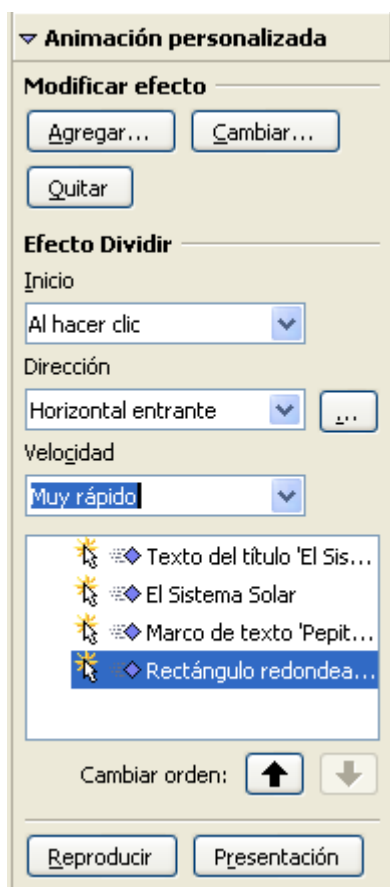 Animación personalizada
Modificar efecto
Agregar... Cambiar...
Quitar
Efecto Dividir
Inicio
Al hacer clic
Dirección
Horizontal entrante ...
Velocidad
Muy rápido
Texto del título 'El Sis...
El Sistema Solar
Marco de texto 'Pepit...
Rectángulo redondea...
Cambiar orden:
Reproducir Presentación